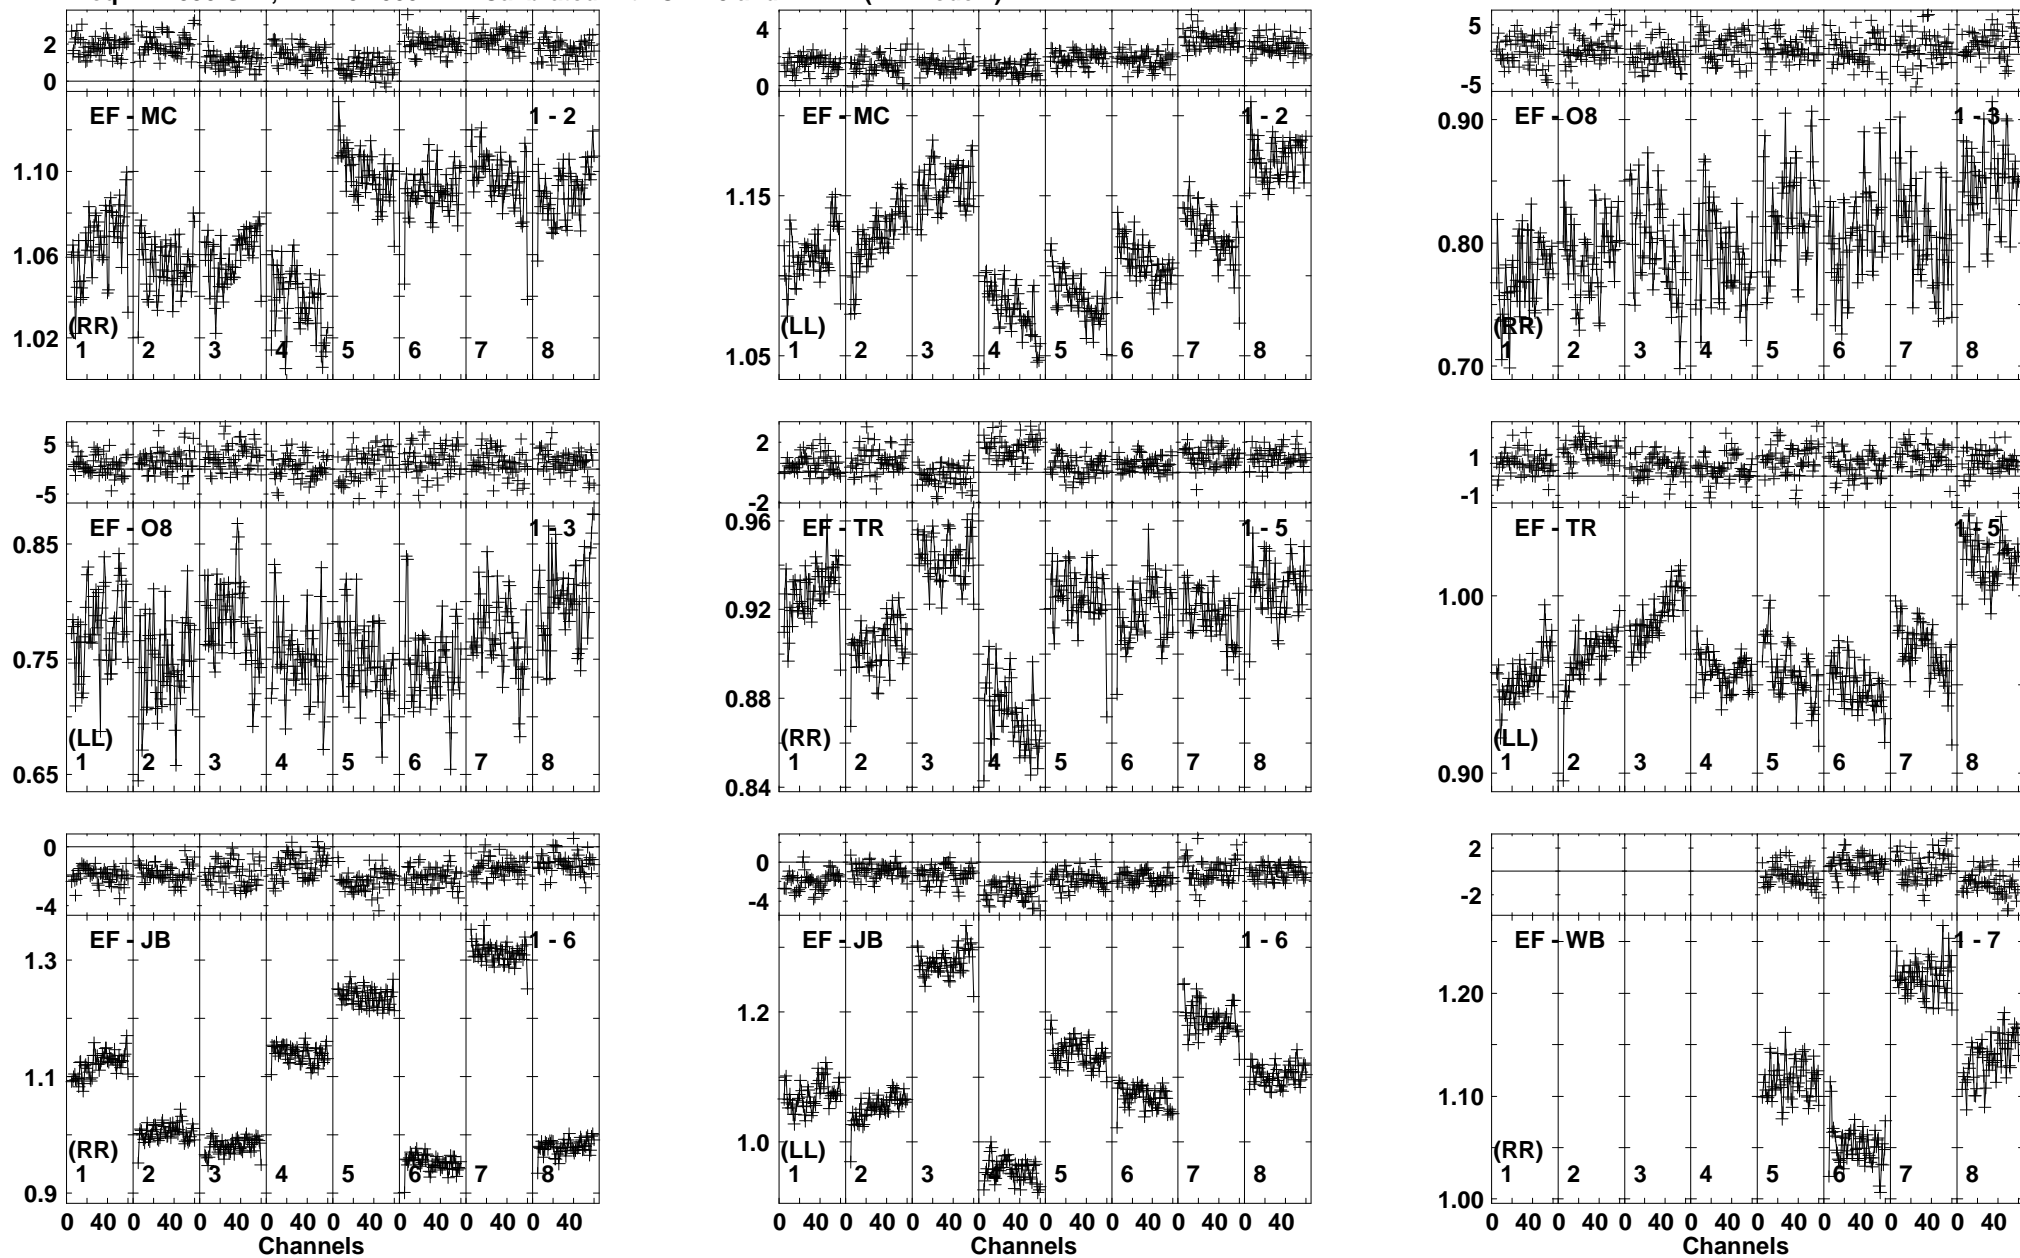 2 0 EF - MC 1 - 2 1.10 1.06 1.02 (RR) 1 2 3 4 5 6 7 8
4 0 EF - MC 1 - 2 1.15 1.05 (LL) 1 2 3 4 5 6 7 8
5 -5 EF - O8 1 - 3 0.90 0.80 0.70 (RR) 1 2 3 4 5 6 7 8
5 -5 EF - O8 1 - 3 0.85 0.75 0.65 (LL) 1 2 3 4 5 6 7 8
2 -2 EF - TR 1 - 5 0.96 0.92 0.88 0.84 (RR) 1 2 3 4 5 6 7 8
1 -1 EF - TR 1 - 5 1.00 0.90 (LL) 1 2 3 4 5 6 7 8
0 -4 EF - JB 1 - 6 1.3 1.1 0.9 (RR) 1 2 3 4 5 6 7 8
0 40 0 40 0 40 0 40 0 40 0 40 0 40 0 40
Channels
0 -4 EF - JB 1 - 6 1.2 1.0 (LL) 1 2 3 4 5 6 7 8
0 40 0 40 0 40 0 40 0 40 0 40 0 40 0 40
Channels
2 -2 EF - WB 1 - 7 1.20 1.10 1.00 (RR) 1 2 3 4 5 6 7 8
0 40 0 40 0 40 0 40 0 40 0 40 0 40 0 40
Channels